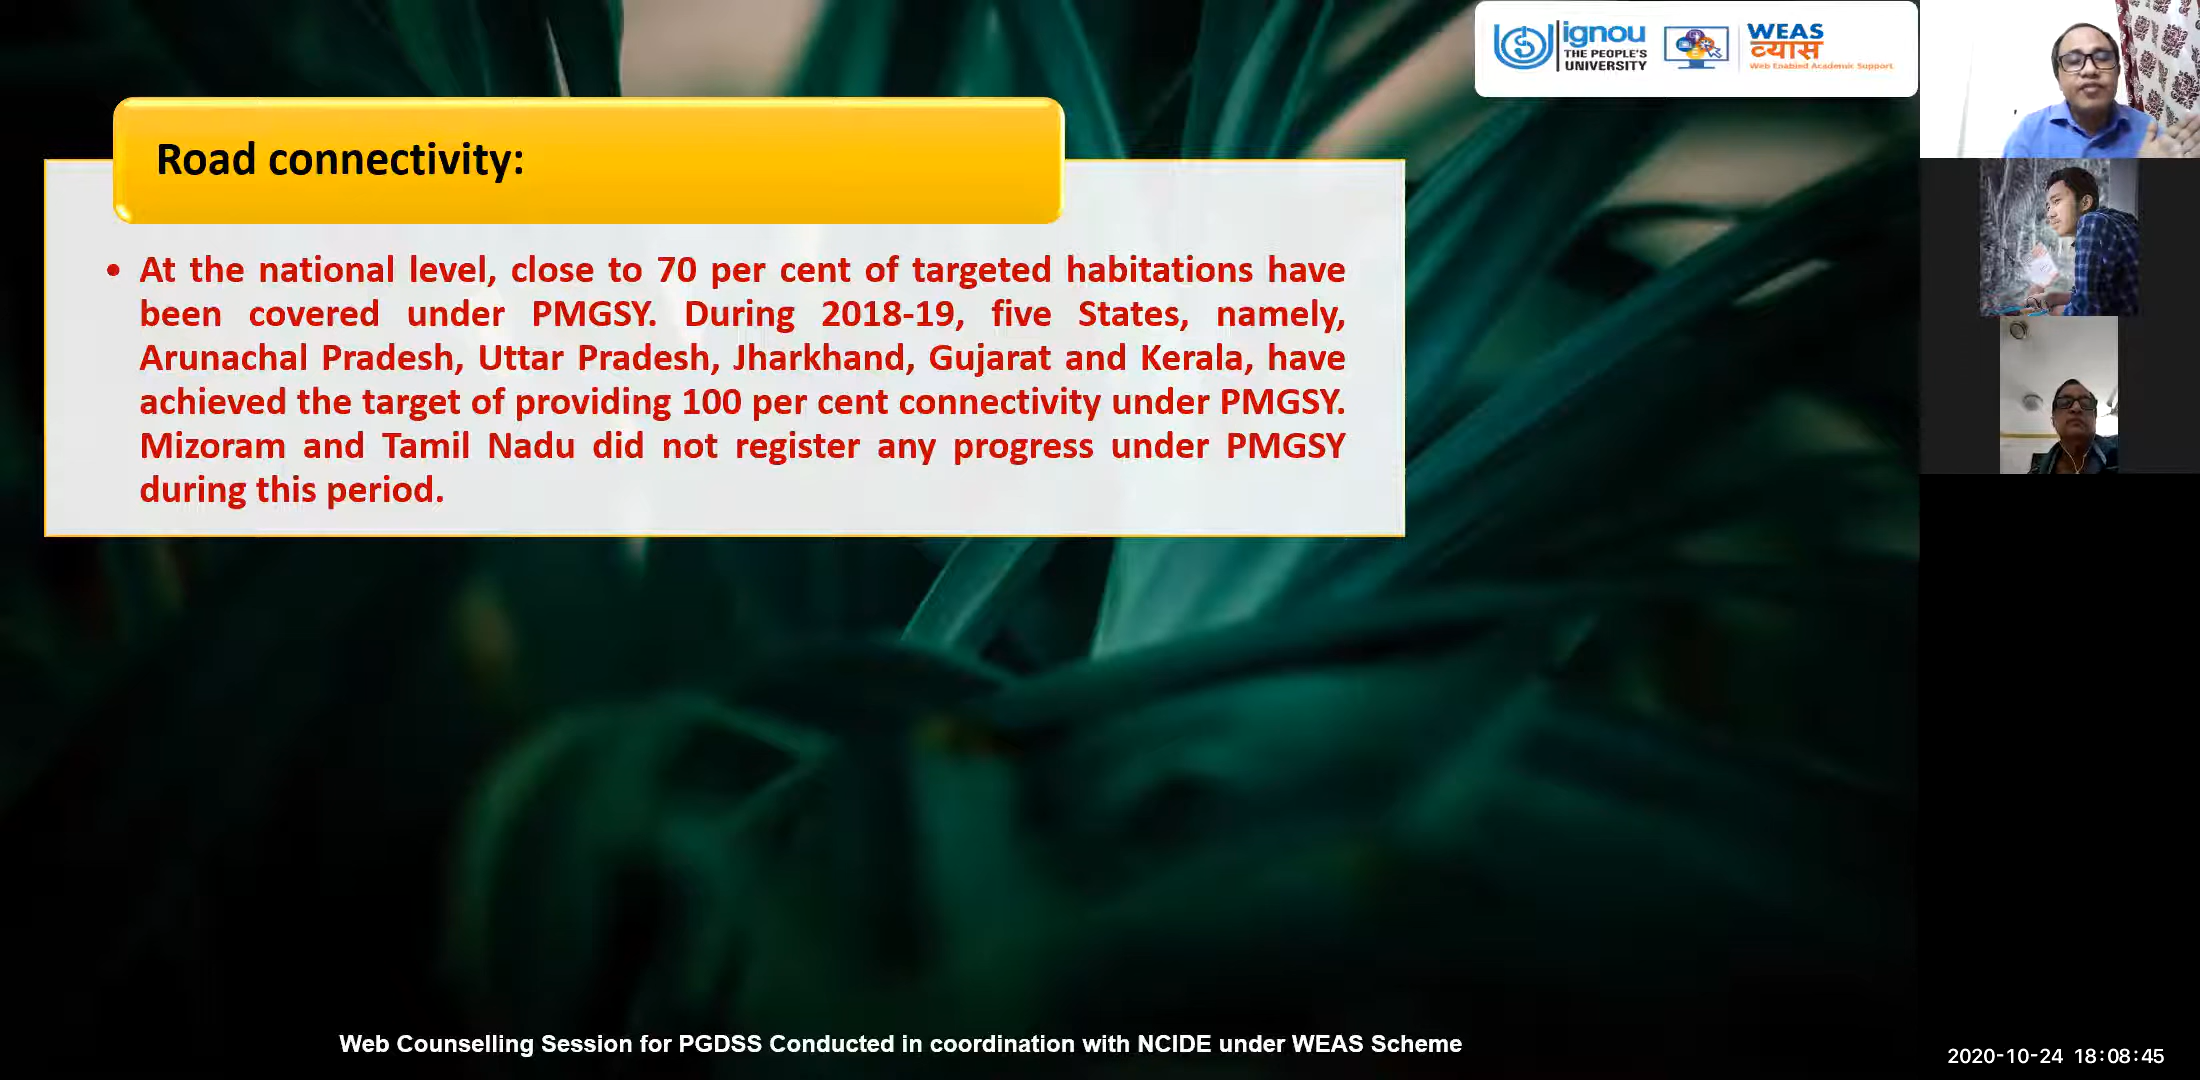 ignou
THE PEOPLE'S
UNIVERSITY
WEAS
व्यास
Web Enabled Academic Support
Road connectivity:
• At the national level, close to 70 per cent of targeted habitations have
been covered under PMGSY. During 2018-19, five States, namely,
Arunachal Pradesh, Uttar Pradesh, Jharkhand, Gujarat and Kerala, have
achieved the target of providing 100 per cent connectivity under PMGSY.
Mizoram and Tamil Nadu did not register any progress under PMGSY
during this period.
Web Counselling Session for PGDSS Conducted in coordination with NCIDE under WEAS Scheme
2020-10-24 18:08:45